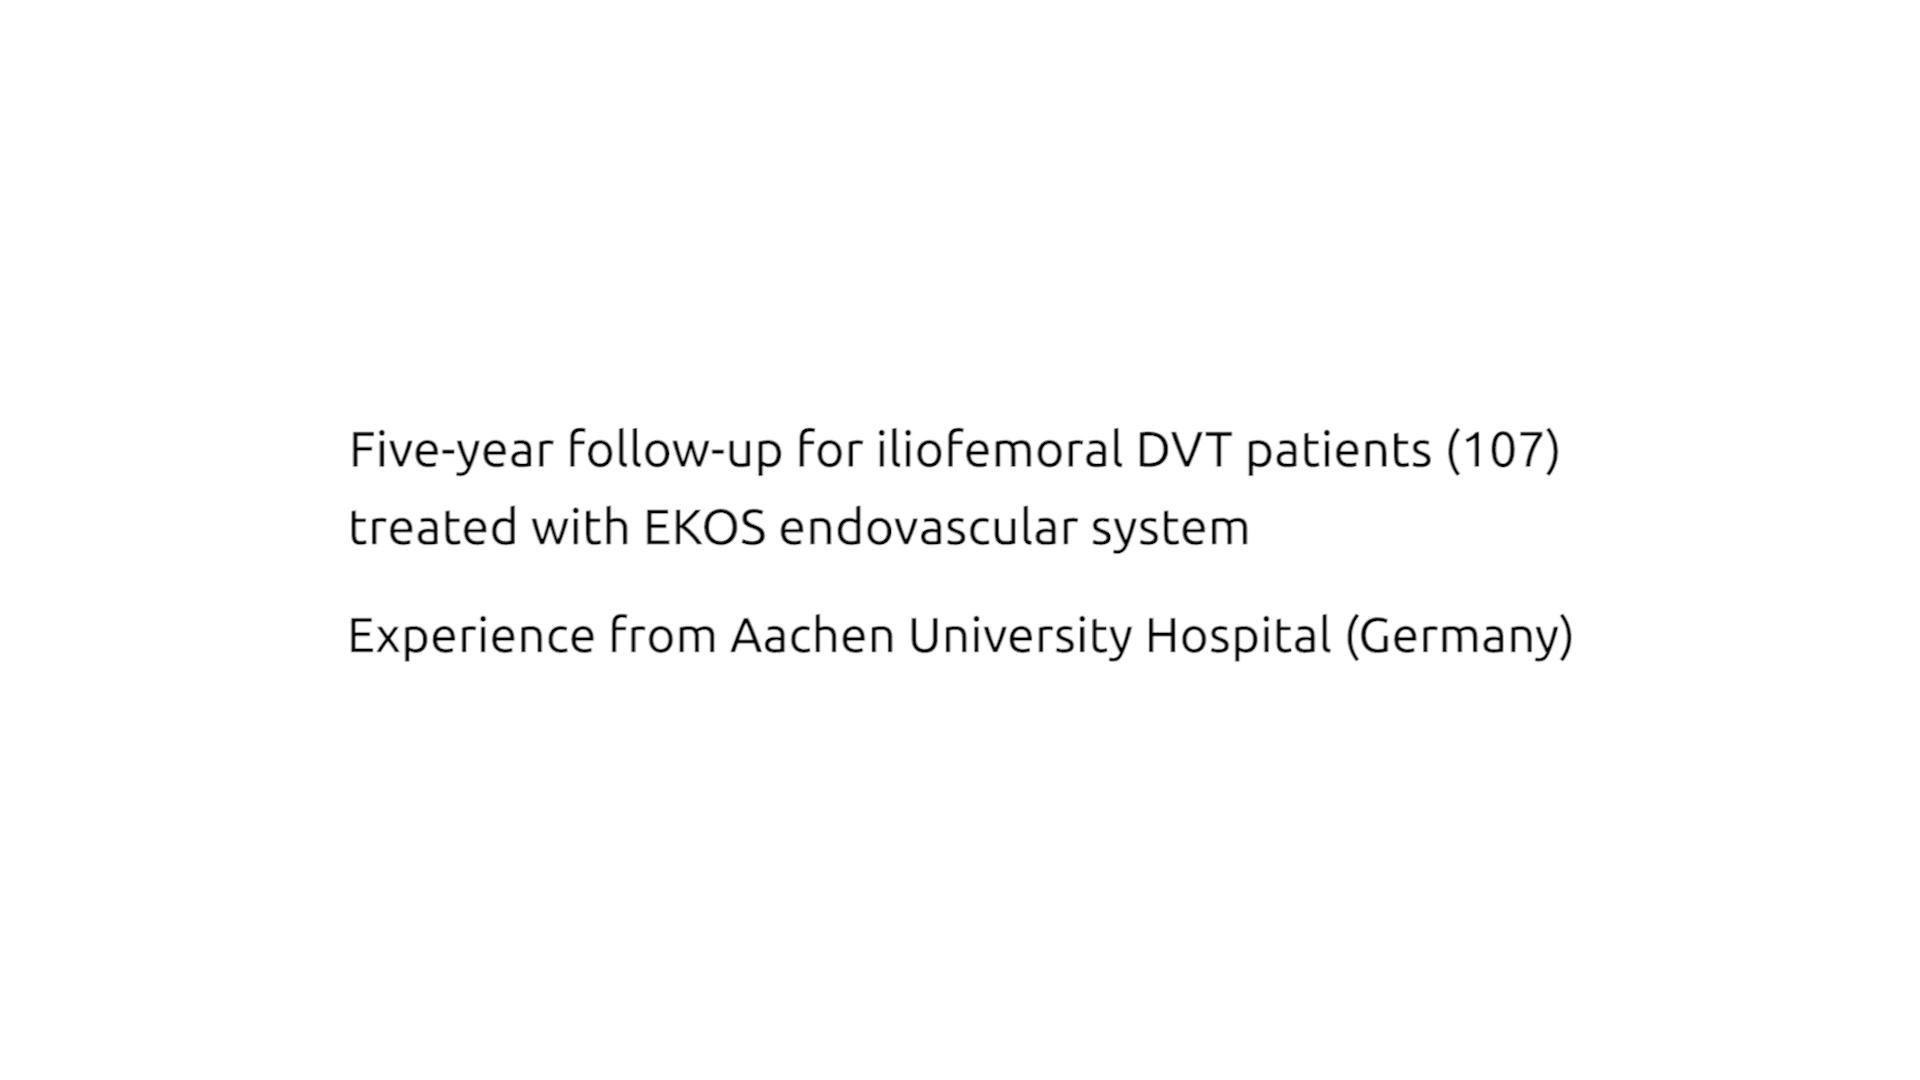 Five-year follow-up for iliofemoral DVT patients (107)
treated with EKOS endovascular system
Experience from Aachen University Hospital (Germany)